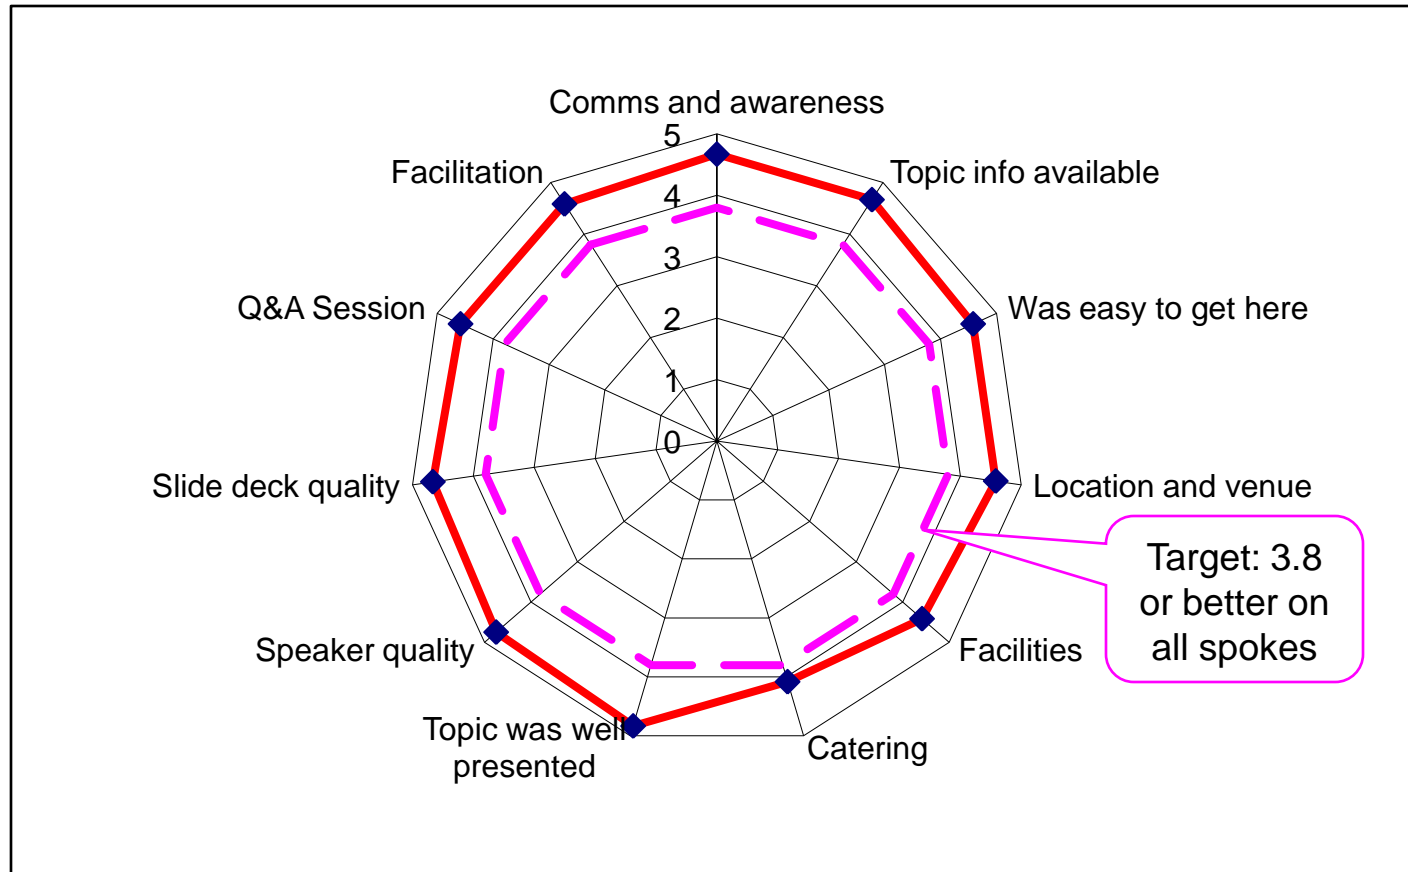 Comms and awareness
5
Facilitation
Topic info available
4
3
Q&A Session
Was easy to get here
2
1
0
Slide deck quality
Location and venue
Target: 3.8
or better on
all spokes
Speaker quality
Facilities
Topic was well
presented
Catering